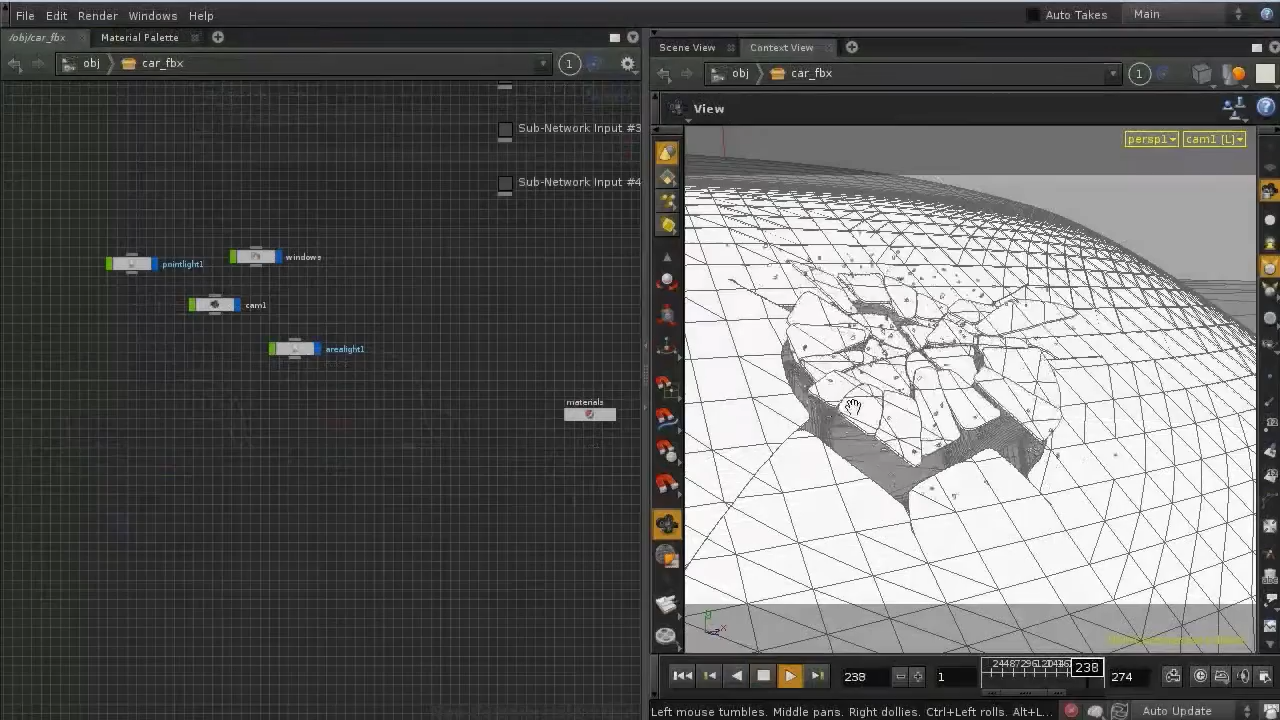 File Edit Render Windows Help
Auto Takes Main
/obj/car_fbx Material Palette
Scene View Context View
obj car_fbx 1
obj car_fbx 1
View
Sub-Network Input #3
persp1 cam1 [L]
Sub-Network Input #4
windows
pointlight1
cam1
arealight1
materials
238 1 238 274
Left mouse tumbles. Middle pans. Right dollies. Ctrl+Left rolls. Alt+L... Auto Update